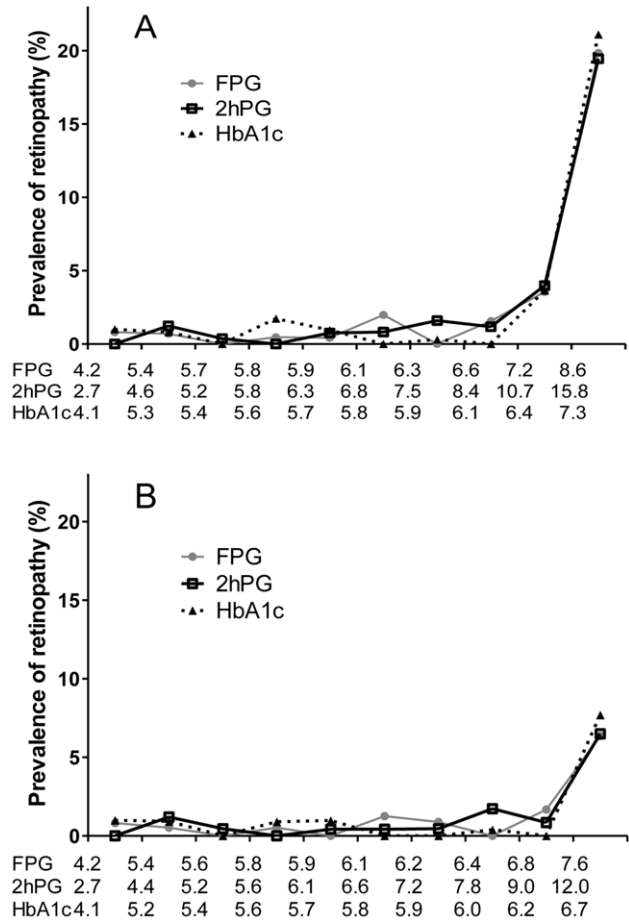 A
Prevalence of retinopathy (%)
20
15
10
5
0
FPG
2hPG
HbA1c
FPG 4.2 5.4 5.7 5.8 5.9 6.1 6.3 6.6 7.2 8.6
2hPG 2.7 4.6 5.2 5.8 6.3 6.8 7.5 8.4 10.7 15.8
HbA1c 4.1 5.3 5.4 5.6 5.7 5.8 5.9 6.1 6.4 7.3
B
Prevalence of retinopathy (%)
20
15
10
5
0
FPG
2hPG
HbA1c
FPG 4.2 5.4 5.6 5.8 5.9 6.1 6.2 6.4 6.8 7.6
2hPG 2.7 4.4 5.2 5.6 6.1 6.6 7.2 7.8 9.0 12.0
HbA1c 4.1 5.2 5.4 5.6 5.7 5.8 5.9 6.0 6.2 6.7